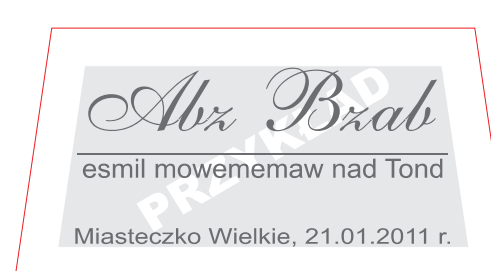 Abz Bzab
esmil mowememaw nad Tond
PRZYKŁAD
Miasteczko Wielkie, 21.01.2011 r.